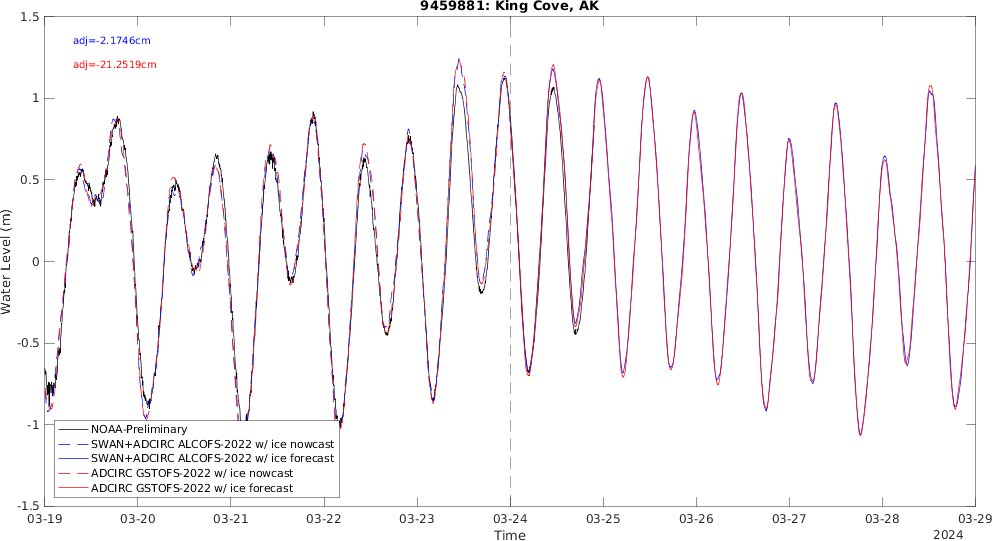 9459881: King Cove, AK
1.5
1
0.5
0
-0.5
-1
-1.5
Water Level (m)
adj=-2.1746cm
adj=-21.2519cm
NOAA-Preliminary
SWAN+ADCIRC ALCOFS-2022 w/ ice nowcast
SWAN+ADCIRC ALCOFS-2022 w/ ice forecast
ADCIRC GSTOFS-2022 w/ ice nowcast
ADCIRC GSTOFS-2022 w/ ice forecast
03-19 03-20 03-21 03-22 03-23 03-24 03-25 03-26 03-27 03-28 03-29
Time
2024